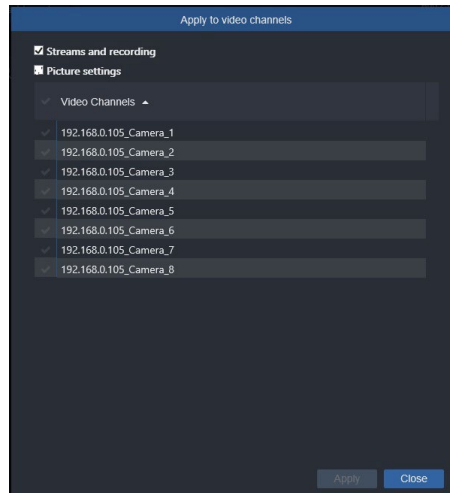 Apply to video channels
Streams and recording
Picture settings
Video Channels
192.168.0.105_Camera_1
192.168.0.105_Camera_2
192.168.0.105_Camera_3
192.168.0.105_Camera_4
192.168.0.105_Camera_5
192.168.0.105_Camera_6
192.168.0.105_Camera_7
192.168.0.105_Camera_8
Apply Close